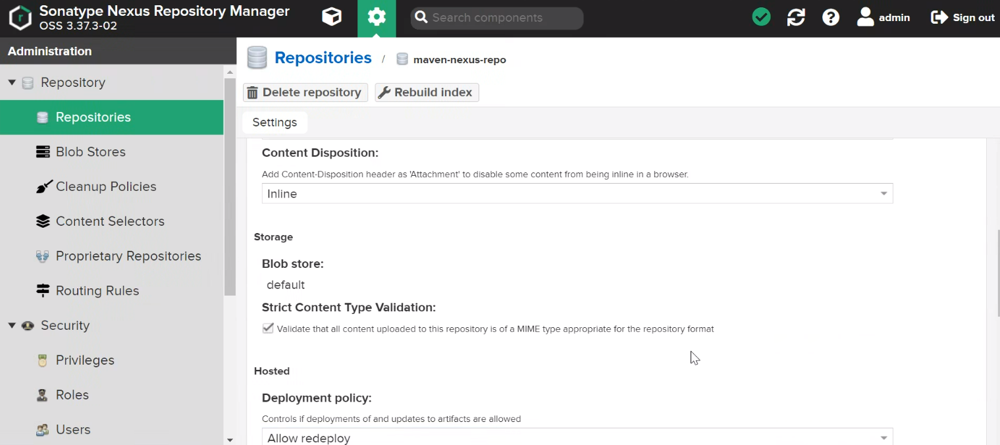 Sonatype Nexus Repository Manager
OSS 3.37.3-02
Search components
admin
Sign out
Administration
Repository
Repositories
Blob Stores
Cleanup Policies
Content Selectors
Proprietary Repositories
Routing Rules
Security
Privileges
Roles
Users
Repositories / maven-nexus-repo
Delete repository
Rebuild index
Settings
Content Disposition:
Add Content-Disposition header as 'Attachment' to disable some content from being inline in a browser.
Inline
Storage
Blob store:
default
Strict Content Type Validation:
Validate that all content uploaded to this repository is of a MIME type appropriate for the repository format
Hosted
Deployment policy:
Controls if deployments of and updates to artifacts are allowed
Allow redeploy